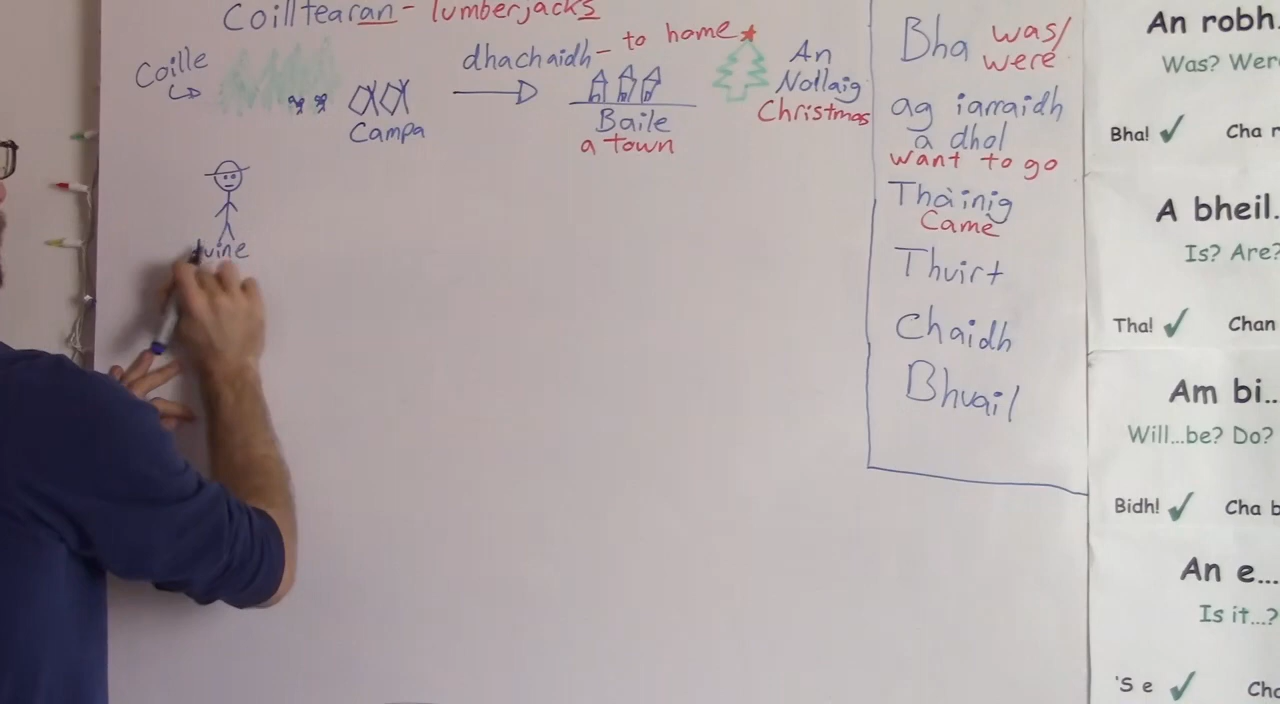 Coilltearan - lumberjacks
Coille
dhachaidh - to home
Campa
Baile
a town
An
Nollaig
Christmas
duine
Bha was/
were
ag iarraidh
a dhol
want to go
Thàinig
Came
Thuirt
Chaidh
Bhuail
An robh.
Was? Wer
Bha! ✓ Cha
A bheil.
Is? Are?
Tha! ✓ Chan
Am bi..
Will...be? Do?
Bidh! ✓ Cha b
An e...
Is it...?
'S e ✓ Cha